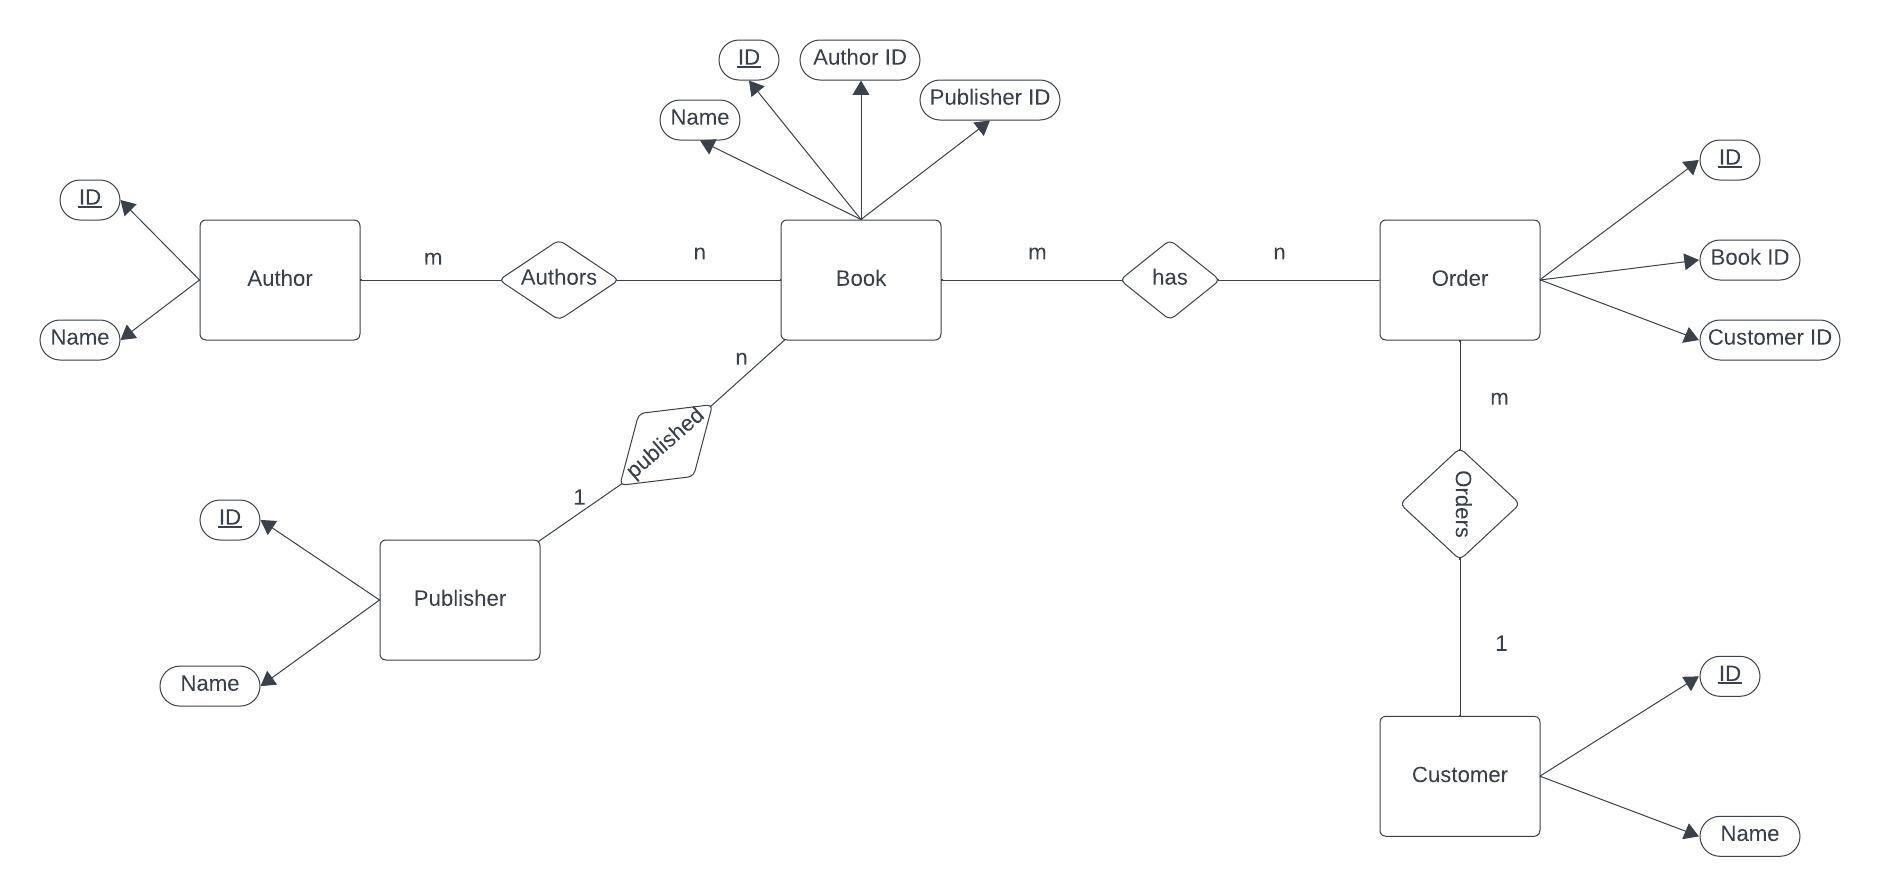 ID
Author ID
Publisher ID
Name
ID
ID
Author
m
Authors
n
Book
m
has
n
Order
Book ID
Name
Customer ID
n
published
1
m
Orders
ID
Publisher
Name
1
ID
Customer
Name